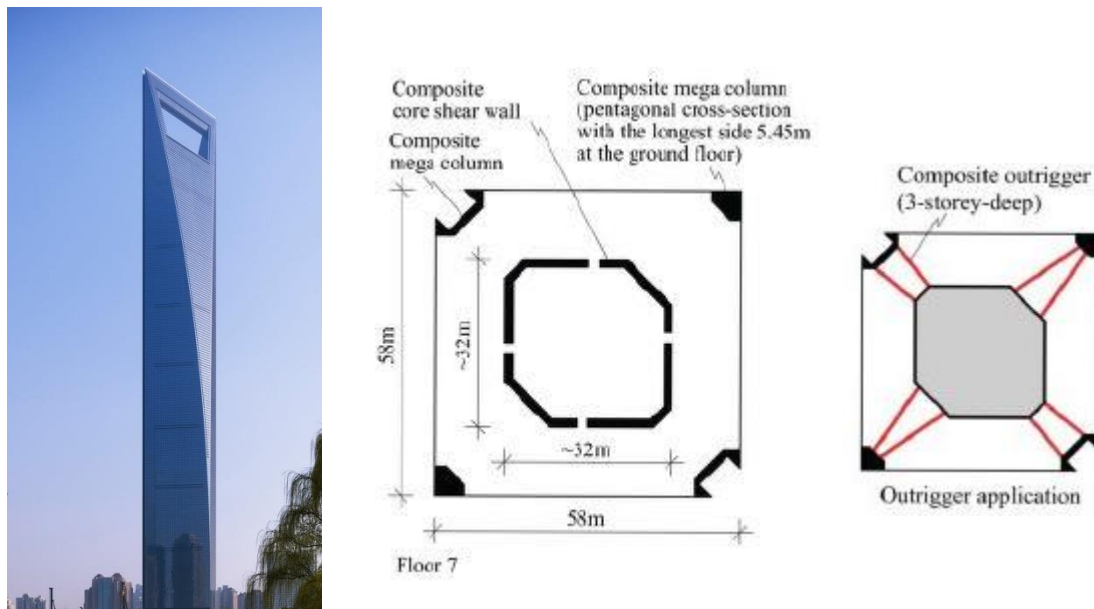 Composite
core shear wall
Composite
mega column
Composite mega column
(pentagonal cross-section
with the longest side 5.45m
at the ground floor)
58m
~32m
~32m
58m
Floor 7
Composite outrigger
(3-storey-deep)
Outrigger application